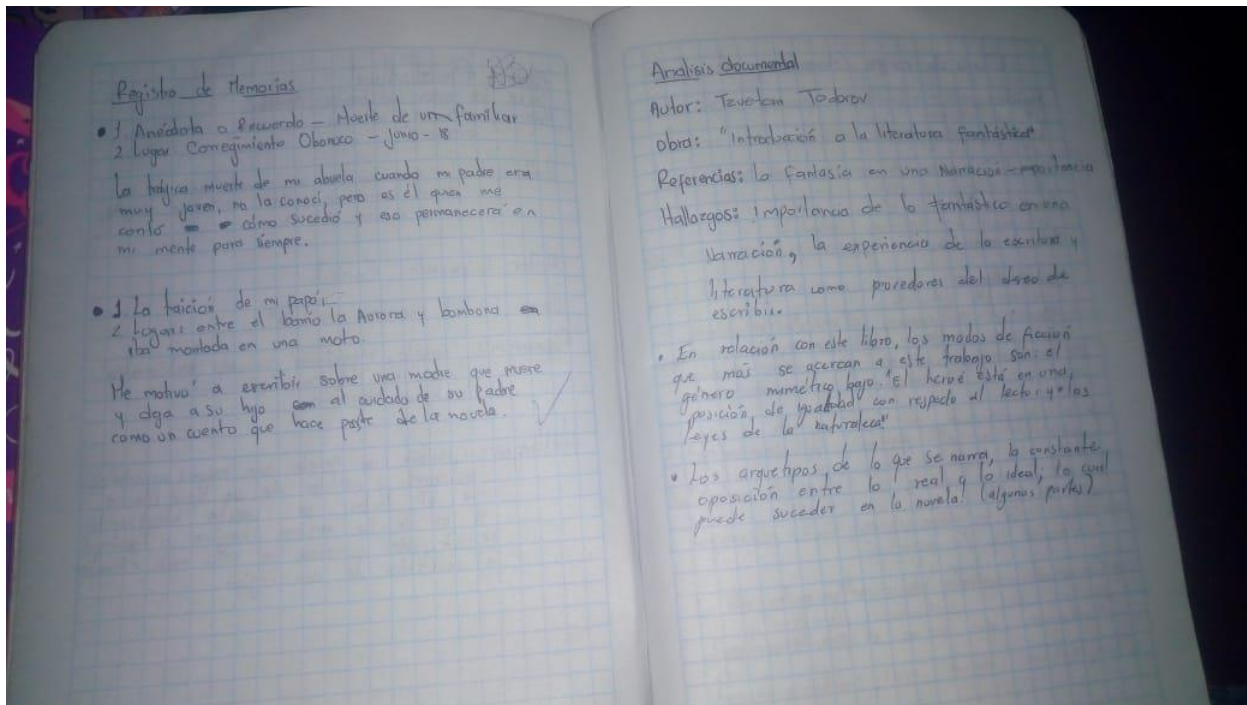 Registro de Memorias
• 1 Anécdota o Recuerdo – Muerte de un familiar
2 Lugar Corregimiento Obonuco – Junio – 18
La trágica muerte de mi abuela cuando mi padre era
muy joven, no la conocí, pero es él quien me
contó cómo sucedió y eso permanecerá en
mi mente para siempre.
• 1 La traición de mi papá.
2 Lugar: entre el barrio la Aurora y bombona
iba montada en una moto.
Me motivó a escribir sobre una madre que muere
y deja a su hijo al cuidado de su Padre
como un cuento que hace parte de la novela.
Analisis documental
Autor: Tzvetan Todorov
obra: "Introducción a la literatura fantástica"
Referencias: la fantasía en una Narración – importancia
Hallazgos: Importancia de lo fantástico en una
Narración, la experiencia de la escritura y
literatura como provedores del deseo de
escribir.
• En relación con este libro, los modos de ficción
que más se acercan a este trabajo son: el
género mimético bajo. "El heroé está en una
posición de igualdad con respecto al lector y a las
leyes de la naturaleza"
• Los arquetipos de lo que se narra, la constante
oposición entre lo real y lo ideal, lo cual
puede suceder en la novela. (algunas partes)